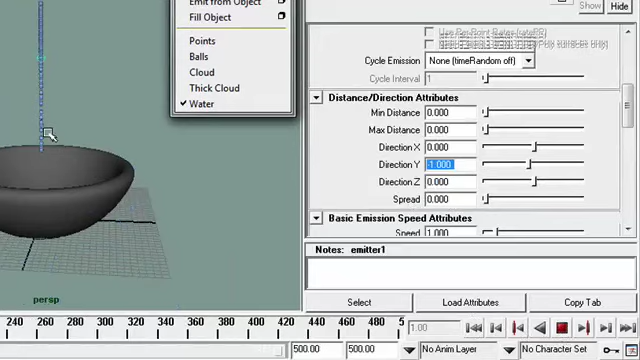 Emit from Object
Fill Object
Points
Balls
Cloud
Thick Cloud
Water
Show
Hide
Cycle Emission None (timeRandom off)
Cycle Interval 1
Distance/Direction Attributes
Min Distance 0.000
Max Distance 0.000
Direction X 0.000
Direction Y -1.000
Direction Z 0.000
Spread 0.000
Basic Emission Speed Attributes
Speed 1.000
Notes: emitter1
Select Load Attributes Copy Tab
persp
240 260 280 300 320 340 360 380 400 420 440 460 480 5
1.00
500.00 500.00 No Anim Layer No Character Set